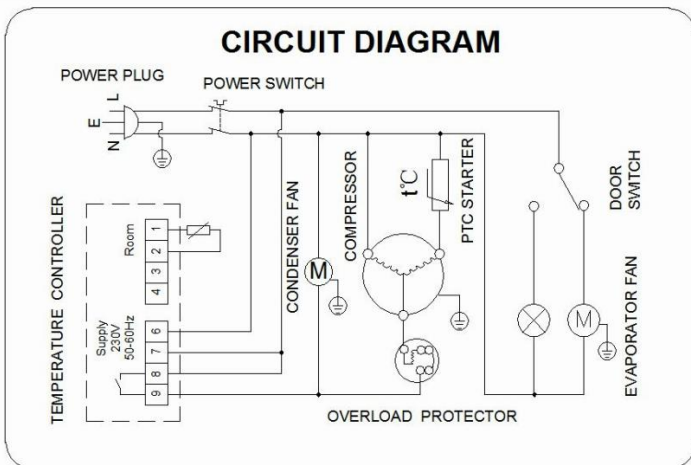 CIRCUIT DIAGRAM
POWER PLUG
POWER SWITCH
L
E
N
TEMPERATURE CONTROLLER
Room
1
2
3
4
Supply
230V
50-60Hz
6
7
8
9
CONDENSER FAN
M
COMPRESSOR
t°C
PTC STARTER
OVERLOAD PROTECTOR
DOOR
SWITCH
M
EVAPORATOR FAN